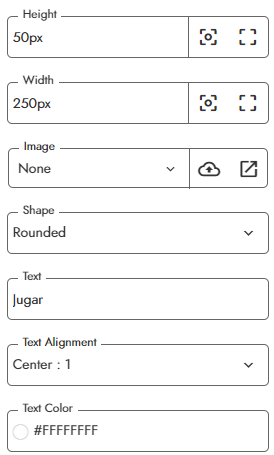 Height
50px
Width
250px
Image
None
Shape
Rounded
Text
Jugar
Text Alignment
Center : 1
Text Color
#FFFFFFFF